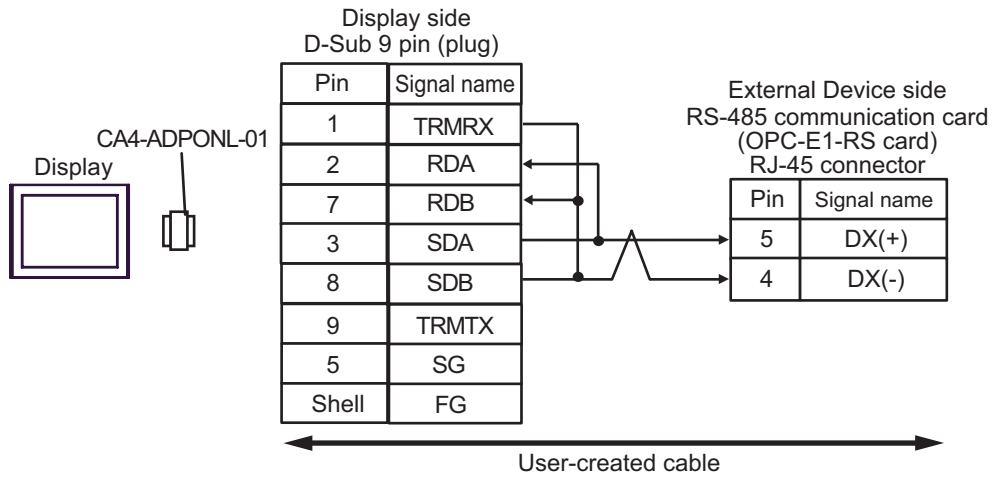 Display side
D-Sub 9 pin (plug)
Pin Signal name
1 TRMRX
2 RDA
7 RDB
3 SDA
8 SDB
9 TRMTX
5 SG
Shell FG
CA4-ADPONL-01
Display
External Device side
RS-485 communication card
(OPC-E1-RS card)
RJ-45 connector
Pin Signal name
5 DX(+)
4 DX(-)
User-created cable